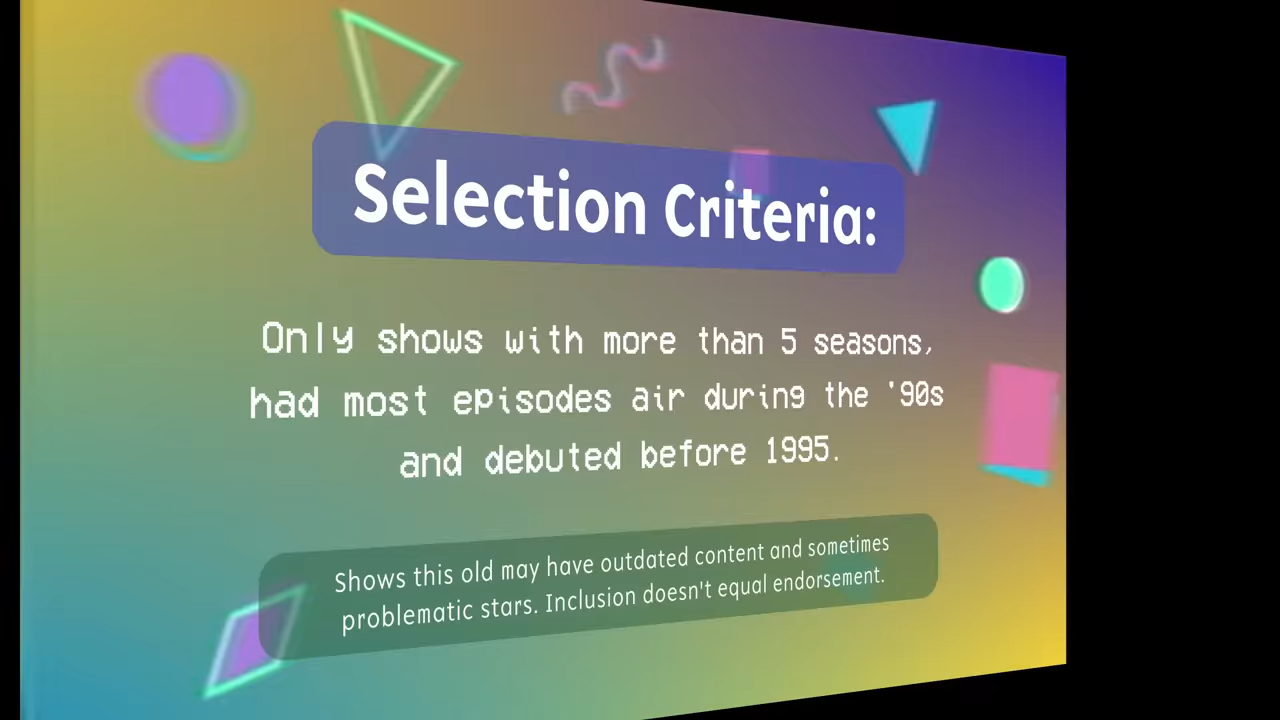 Selection Criteria:
Only shows with more than 5 seasons,
had most episodes air during the '90s
and debuted before 1995.
Shows this old may have outdated content and sometimes
problematic stars. Inclusion doesn't equal endorsement.